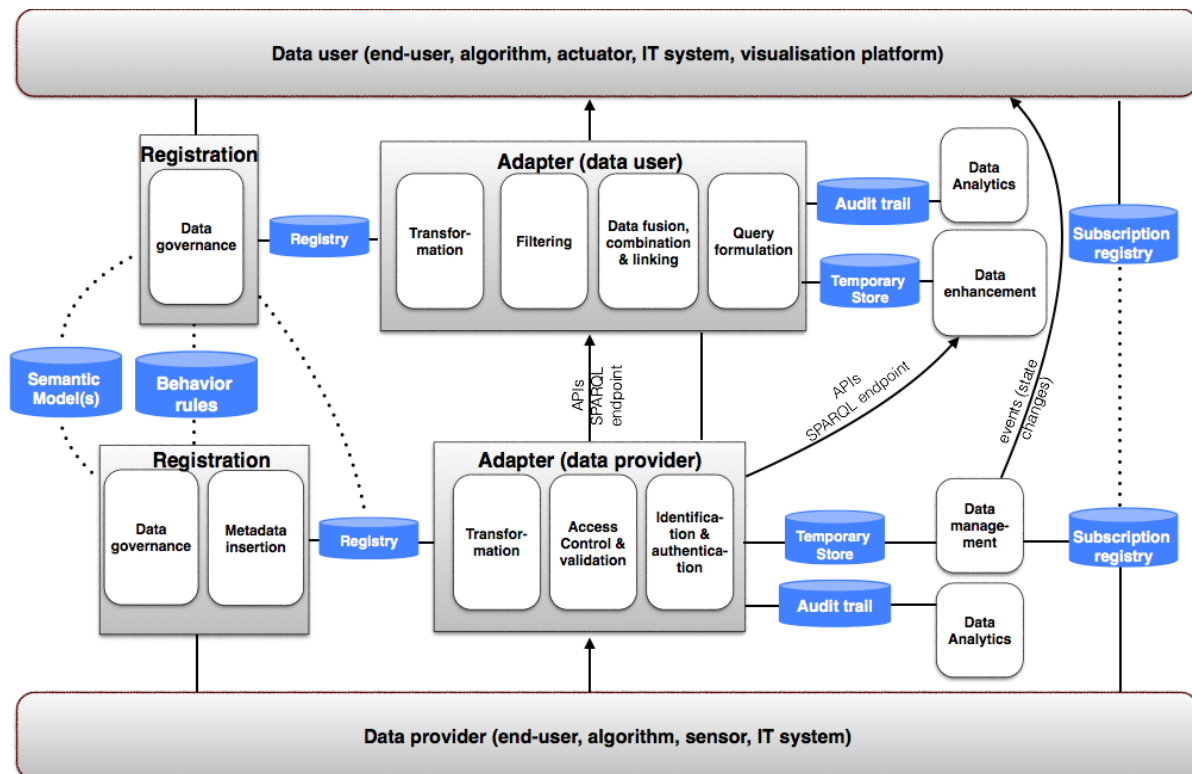 Data user (end-user, algorithm, actuator, IT system, visualisation platform)
Registration
Data
governance
Registry
Adapter (data user)
Transfor-
mation
Filtering
Data fusion,
combination
& linking
Query
formulation
Audit trail
Data
Analytics
Temporary
Store
Data
enhancement
Subscription
registry
Semantic
Model(s)
Behavior
rules
APIs
SPARQL
endpoint
APIs
SPARQL endpoint
events (state
changes)
Registration
Data
governance
Metadata
insertion
Registry
Adapter (data provider)
Transfor-
mation
Access
Control &
validation
Identifica-
tion &
authentica-
tion
Temporary
Store
Data
manage-
ment
Subscription
registry
Audit trail
Data
Analytics
Data provider (end-user, algorithm, sensor, IT system)